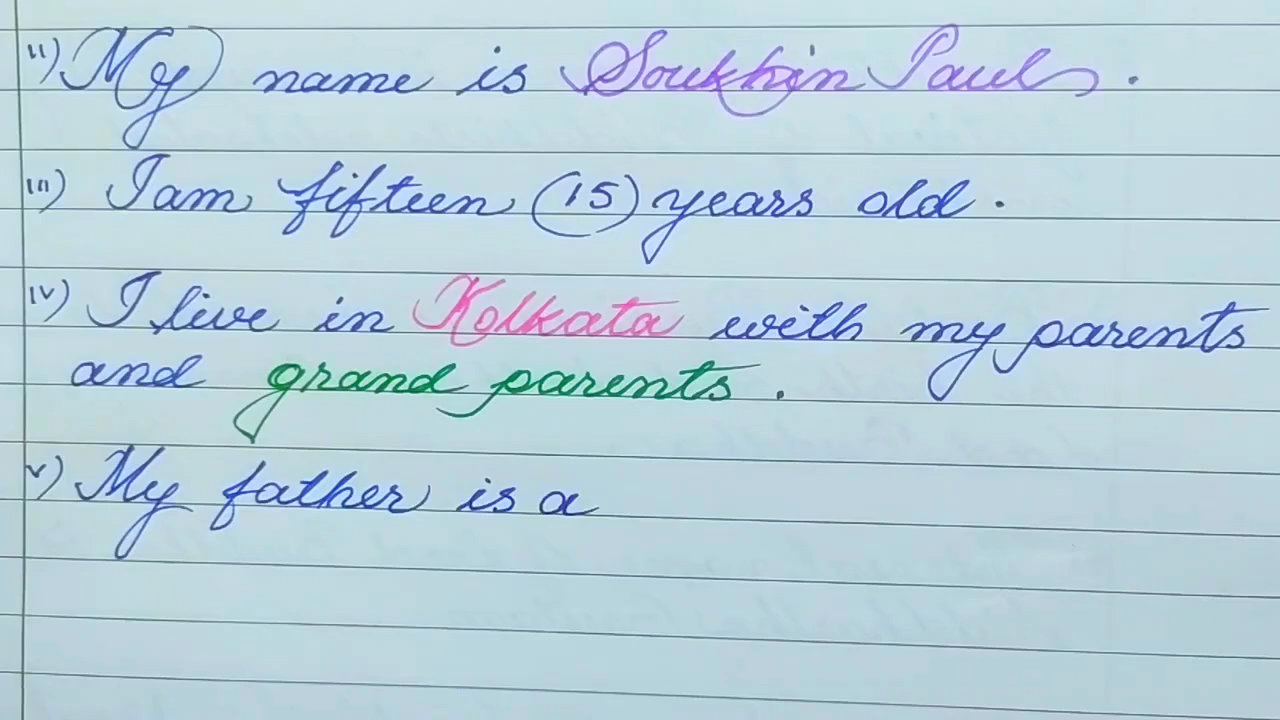 ii) My name is Soukhin Paul.
iii) I am fifteen (15) years old.
iv) I live in Kolkata with my parents
and grand parents.
v) My father is a